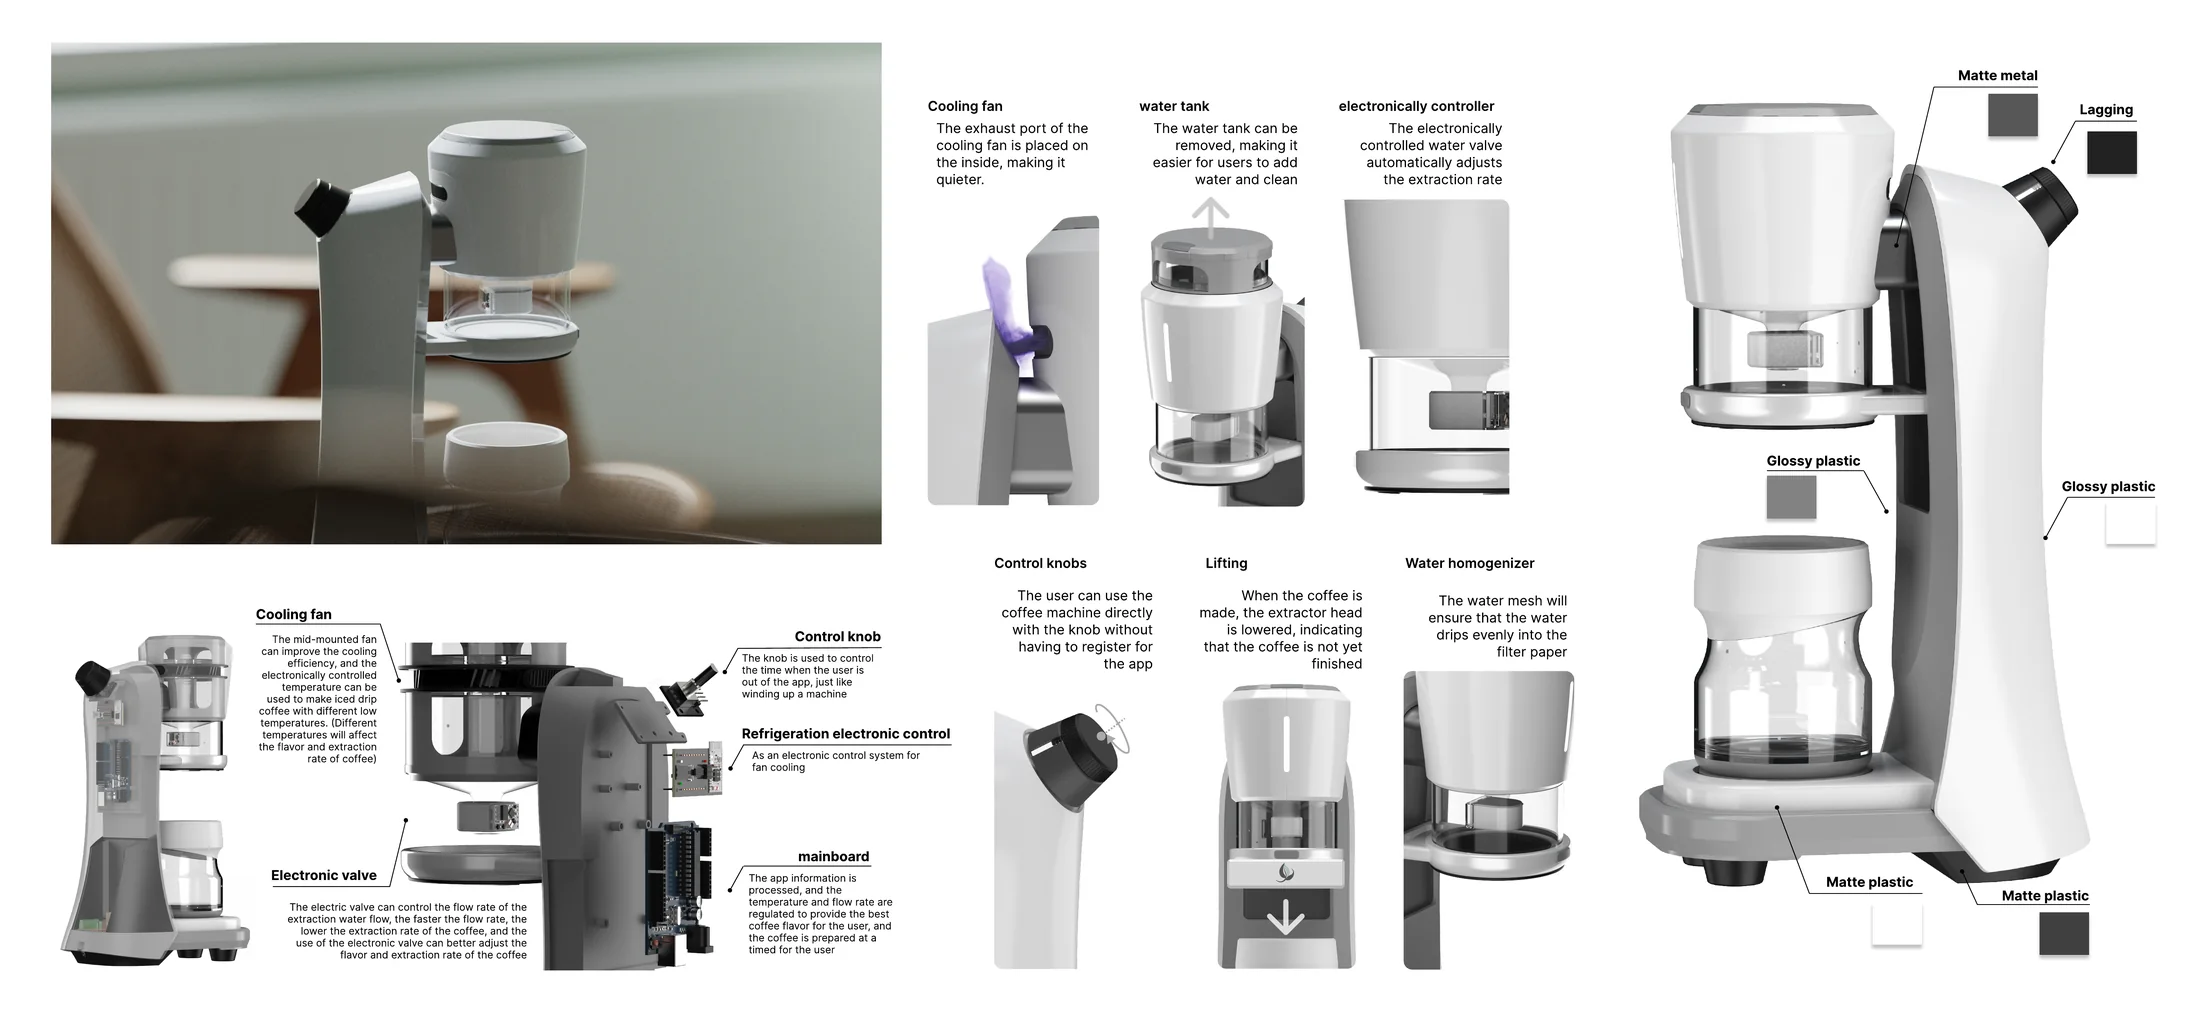 Cooling fan
The exhaust port of the
cooling fan is placed on
the inside, making it
quieter.
water tank
The water tank can be
removed, making it
easier for users to add
water and clean
electronically controller
The electronically
controlled water valve
automatically adjusts
the extraction rate
Matte metal
Lagging
Glossy plastic
Glossy plastic
Matte plastic
Matte plastic
Control knobs
The user can use the
coffee machine directly
with the knob without
having to register for
the app
Lifting
When the coffee is
made, the extractor head
is lowered, indicating
that the coffee is not yet
finished
Water homogenizer
The water mesh will
ensure that the water
drips evenly into the
filter paper
Cooling fan
The mid-mounted fan
can improve the cooling
efficiency, and the
electronically controlled
temperature can be
used to make iced drip
coffee with different low
temperatures. (Different
temperatures will affect
the flavor and extraction
rate of coffee)
Electronic valve
The electric valve can control the flow rate of the
extraction water flow, the faster the flow rate, the
lower the extraction rate of the coffee, and the
use of the electronic valve can better adjust the
flavor and extraction rate of the coffee
Control knob
The knob is used to control
the time when the user is
out of the app, just like
winding up a machine
Refrigeration electronic control
As an electronic control system for
fan cooling
mainboard
The app information is
processed, and the
temperature and flow rate are
regulated to provide the best
coffee flavor for the user, and
the coffee is prepared at a
timed for the user